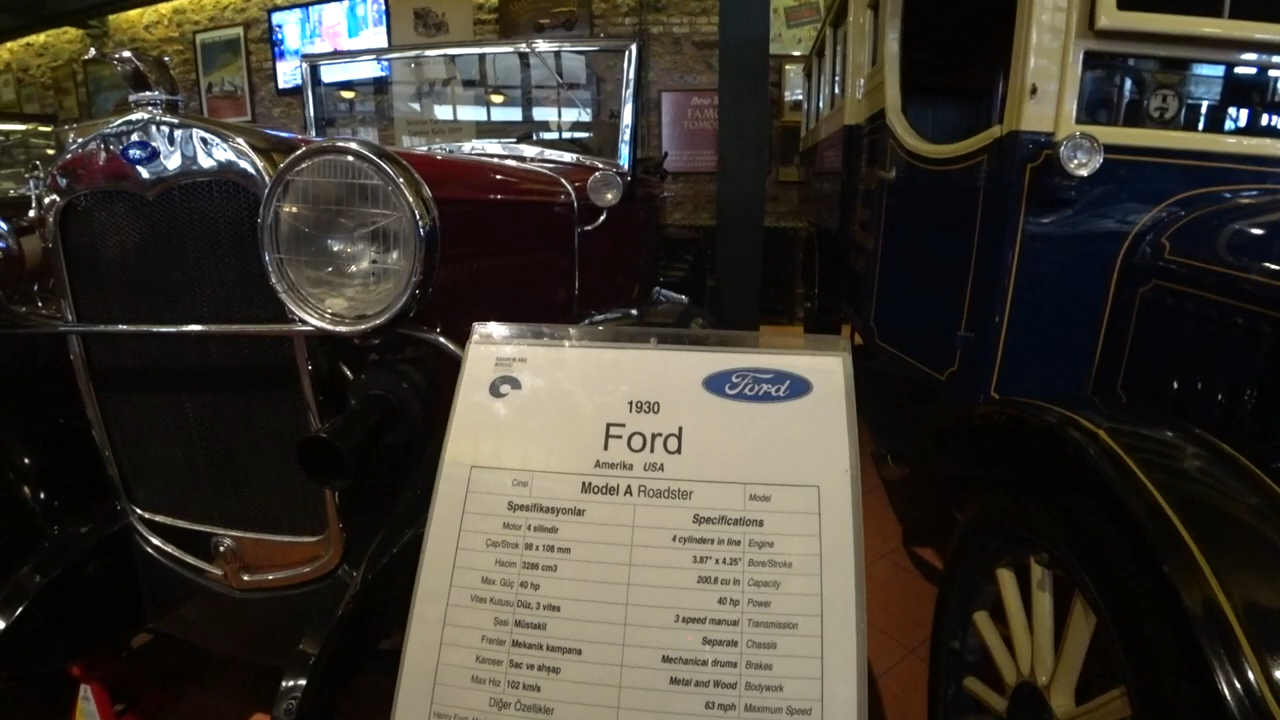 Ford
1930
Ford
Amerika USA
Cinsi Model A Roadster Model
Spesifikasyonlar Specifications
Motor 4 silindir 4 cylinders in line Engine
Çap/Strok 98 x 108 mm 3.87" x 4.25" Bore/Stroke
Hacim 3286 cm3 200.6 cu in Capacity
Max. Güç 40 hp 40 hp Power
Vites Kutusu Düz, 3 vites 3 speed manual Transmission
Şasi Müstakil Separate Chassis
Frenler Mekanik kampana Mechanical drums Brakes
Karoser Sac ve ahşap Metal and Wood Bodywork
Max Hız 102 km/s 63 mph Maximum Speed
Diğer Özellikler